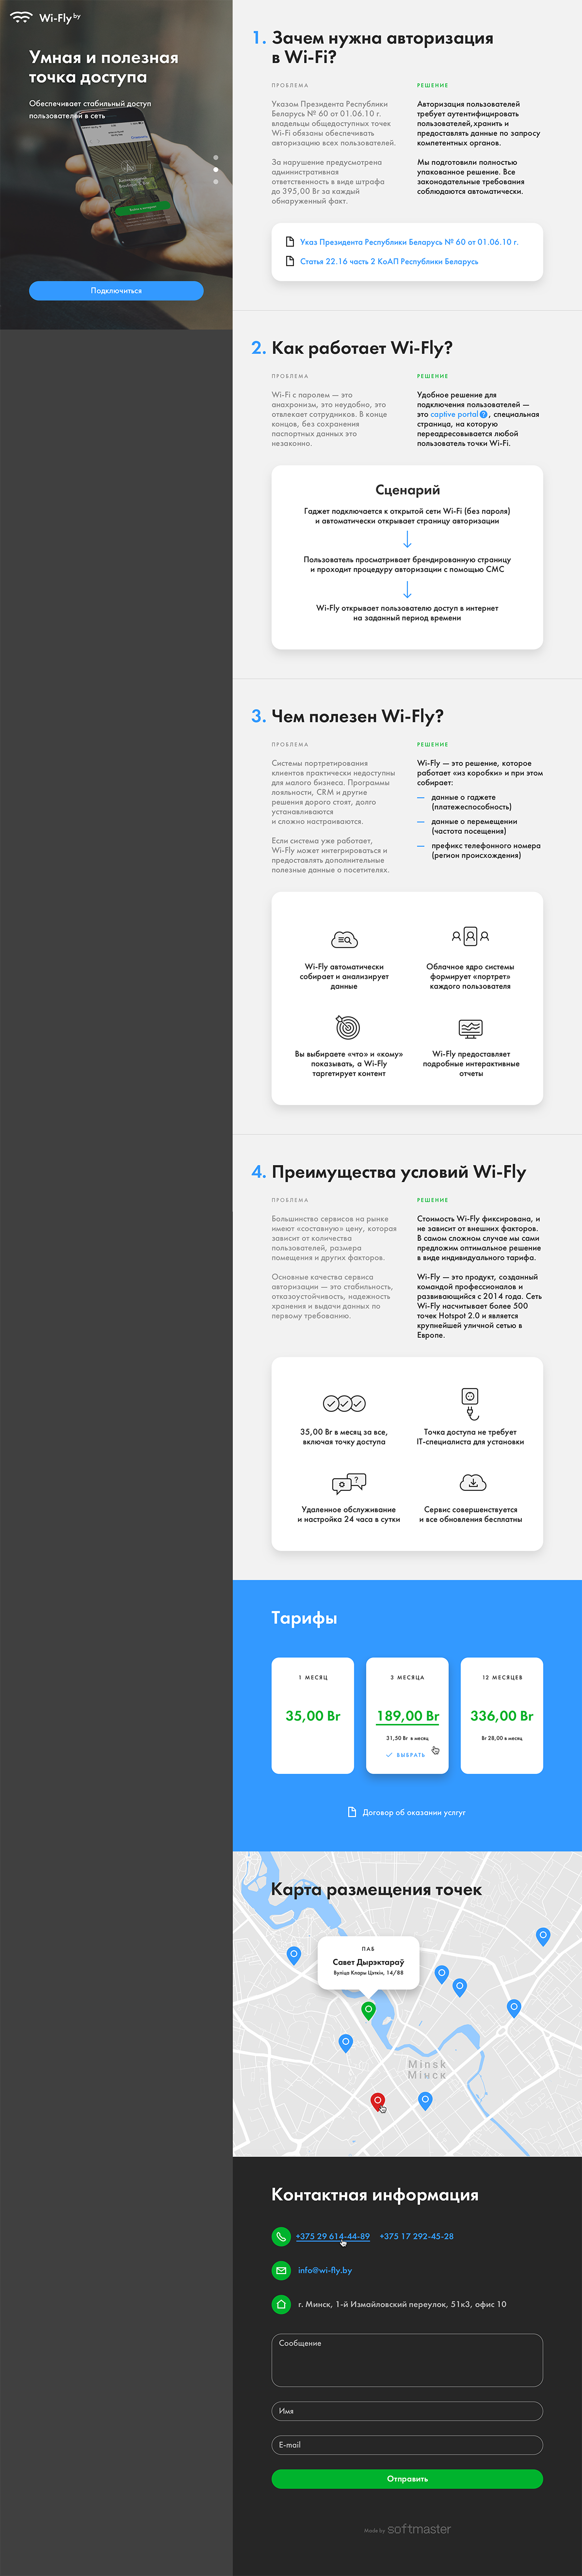 Wi-Fly by
Умная и полезная
точка доступа
Обеспечивает стабильный доступ
пользователей в сеть
Подключиться
1. Зачем нужна авторизация
в Wi-Fi?
ПРОБЛЕМА
Указом Президента Республики
Беларусь № 60 от 01.06.10 г.
владельцы общедоступных точек
Wi-Fi обязаны обеспечивать
авторизацию всех пользователей.
За нарушение предусмотрена
административная
ответственность в виде штрафа
до 395,00 Br за каждый
обнаруженный факт.
РЕШЕНИЕ
Авторизация пользователей
требует аутентифицировать
пользователей, хранить и
предоставлять данные по запросу
компетентных органов.
Мы подготовили полностью
упакованное решение. Все
законодательные требования
соблюдаются автоматически.
Указ Президента Республики Беларусь № 60 от 01.06.10 г.
Статья 22.16 часть 2 КоАП Республики Беларусь
2. Как работает Wi-Fly?
ПРОБЛЕМА
Wi-Fi с паролем — это
анахронизм, это неудобно, это
отвлекает сотрудников. В конце
концов, без сохранения
паспортных данных это
незаконно.
РЕШЕНИЕ
Удобное решение для
подключения пользователей —
это captive portal ?, специальная
страница, на которую
переадресовывается любой
пользователь точки Wi-Fi.
Сценарий
Гаджет подключается к открытой сети Wi-Fi (без пароля)
и автоматически открывает страницу авторизации
Пользователь просматривает брендированную страницу
и проходит процедуру авторизации с помощью СМС
Wi-Fly открывает пользователю доступ в интернет
на заданный период времени
3. Чем полезен Wi-Fly?
ПРОБЛЕМА
Системы портретирования
клиентов практически недоступны
для малого бизнеса. Программы
лояльности, CRM и другие
решения дорого стоят, долго
устанавливаются
и сложно настраиваются.
Если система уже работает,
Wi-Fly может интегрироваться и
предоставлять дополнительные
полезные данные о посетителях.
РЕШЕНИЕ
Wi-Fly — это решение, которое
работает «из коробки» и при этом
собирает:
— данные о гаджете
(платежеспособность)
— данные о перемещении
(частота посещения)
— префикс телефонного номера
(регион происхождения)
Wi-Fly автоматически
собирает и анализирует
данные
Облачное ядро системы
формирует «портрет»
каждого пользователя
Вы выбираете «что» и «кому»
показывать, а Wi-Fly
таргетирует контент
Wi-Fly предоставляет
подробные интерактивные
отчеты
4. Преимущества условий Wi-Fly
ПРОБЛЕМА
Большинство сервисов на рынке
имеют «составную» цену, которая
зависит от количества
пользователей, размера
помещения и других факторов.
Основные качества сервиса
авторизации — это стабильность,
отказоустойчивость, надежность
хранения и выдачи данных по
первому требованию.
РЕШЕНИЕ
Стоимость Wi-Fly фиксирована, и
не зависит от внешних факторов.
В самом сложном случае мы сами
предложим оптимальное решение
в виде индивидуального тарифа.
Wi-Fly — это продукт, созданный
командой профессионалов и
развивающийся с 2014 года. Сеть
Wi-Fly насчитывает более 500
точек Hotspot 2.0 и является
крупнейшей уличной сетью в
Европе.
35,00 Br в месяц за все,
включая точку доступа
Точка доступа не требует
IT-специалиста для установки
Удаленное обслуживание
и настройка 24 часа в сутки
Сервис совершенствуется
и все обновления бесплатны
Тарифы
1 МЕСЯЦ
35,00 Br
3 МЕСЯЦА
189,00 Br
31,50 Br в месяц
ВЫБРАТЬ
12 МЕСЯЦЕВ
336,00 Br
Br 28,00 в месяц
Договор об оказании услгуг
Карта размещения точек
ПАБ
Савет Дырэктараў
Вуліца Клары Цэткін, 14/88
Minsk
Мінск
Контактная информация
+375 29 614-44-89 +375 17 292-45-28
info@wi-fly.by
г. Минск, 1-й Измайловский переулок, 51к3, офис 10
Сообщение
Имя
E-mail
Отправить
Made by softmaster